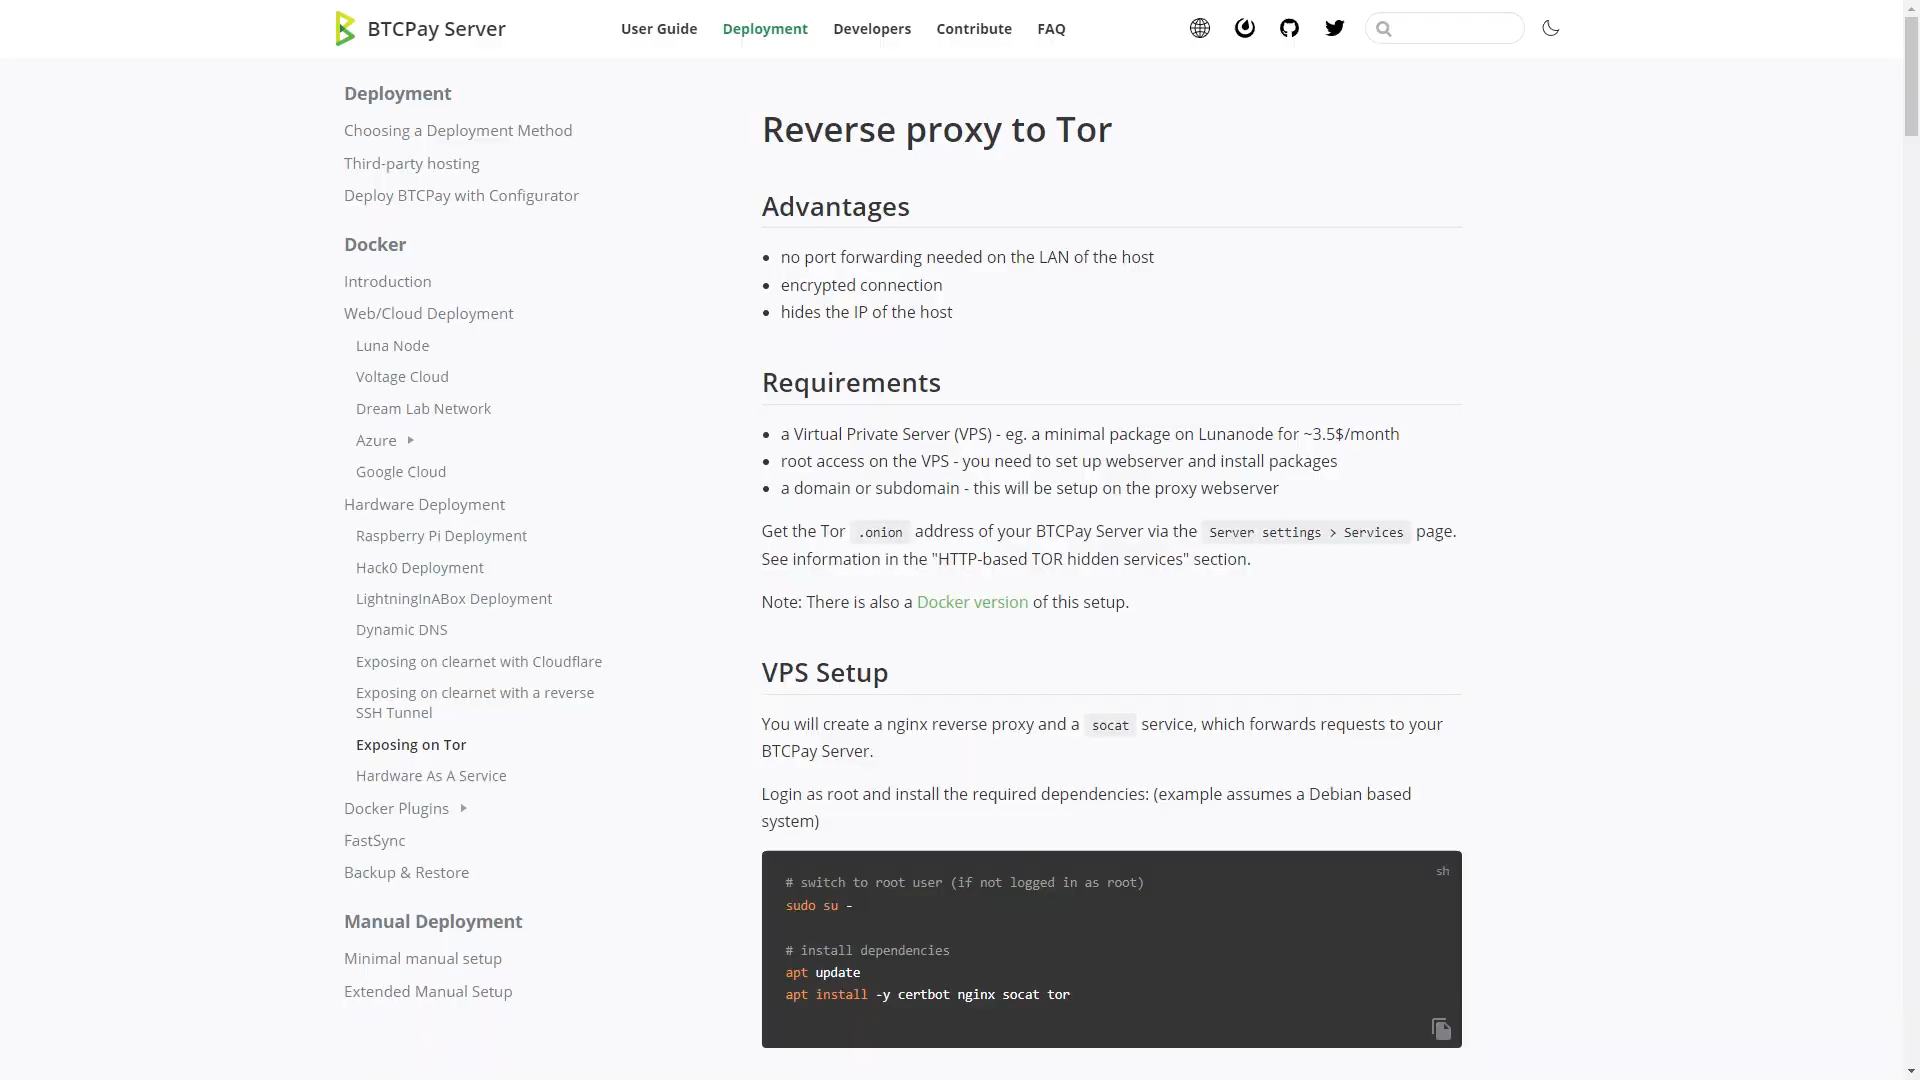 BTCPay Server
User Guide
Deployment
Developers
Contribute
FAQ
Deployment
Choosing a Deployment Method
Third-party hosting
Deploy BTCPay with Configurator
Docker
Introduction
Web/Cloud Deployment
Luna Node
Voltage Cloud
Dream Lab Network
Azure
Google Cloud
Hardware Deployment
Raspberry Pi Deployment
Hack0 Deployment
LightningInABox Deployment
Dynamic DNS
Exposing on clearnet with Cloudflare
Exposing on clearnet with a reverse
SSH Tunnel
Exposing on Tor
Hardware As A Service
Docker Plugins
FastSync
Backup & Restore
Manual Deployment
Minimal manual setup
Extended Manual Setup
Reverse proxy to Tor
Advantages
no port forwarding needed on the LAN of the host
encrypted connection
hides the IP of the host
Requirements
a Virtual Private Server (VPS) - eg. a minimal package on Lunanode for ~3.5$/month
root access on the VPS - you need to set up webserver and install packages
a domain or subdomain - this will be setup on the proxy webserver
Get the Tor .onion address of your BTCPay Server via the Server settings > Services page.
See information in the "HTTP-based TOR hidden services" section.
Note: There is also a Docker version of this setup.
VPS Setup
You will create a nginx reverse proxy and a socat service, which forwards requests to your
BTCPay Server.
Login as root and install the required dependencies: (example assumes a Debian based
system)
sh
# switch to root user (if not logged in as root)
sudo su -
# install dependencies
apt update
apt install -y certbot nginx socat tor